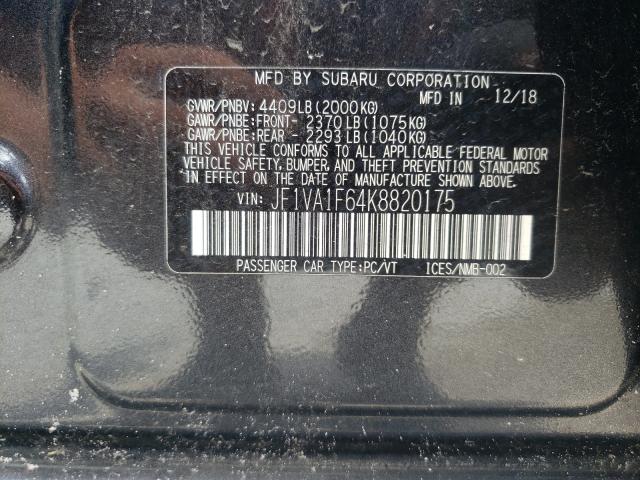 MFD BY SUBARU CORPORATION
MFD IN 12/18
GVWR/PNBV: 4409LB(2000KG)
GAWR/PNBE:FRONT- 2370LB(1075KG)
GAWR/PNBE:REAR - 2293LB(1040KG)
THIS VEHICLE CONFORMS TO ALL APPLICABLE FEDERAL MOTOR
VEHICLE SAFETY, BUMPER, AND THEFT PREVENTION STANDARDS
IN EFFECT ON THE DATE OF MANUFACTURE SHOWN ABOVE.
VIN: JF1VA1F64K8820175
PASSENGER CAR TYPE:PC/VT ICES/NMB-002